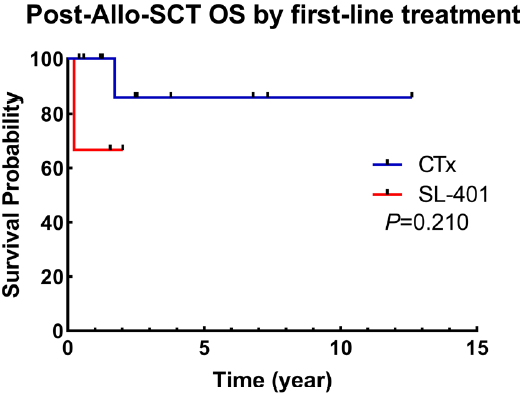 Post-Allo-SCT OS by first-line treatment
100
80
60
40
20
0
Survival Probability
CTx
SL-401
P=0.210
0 5 10 15
Time (year)